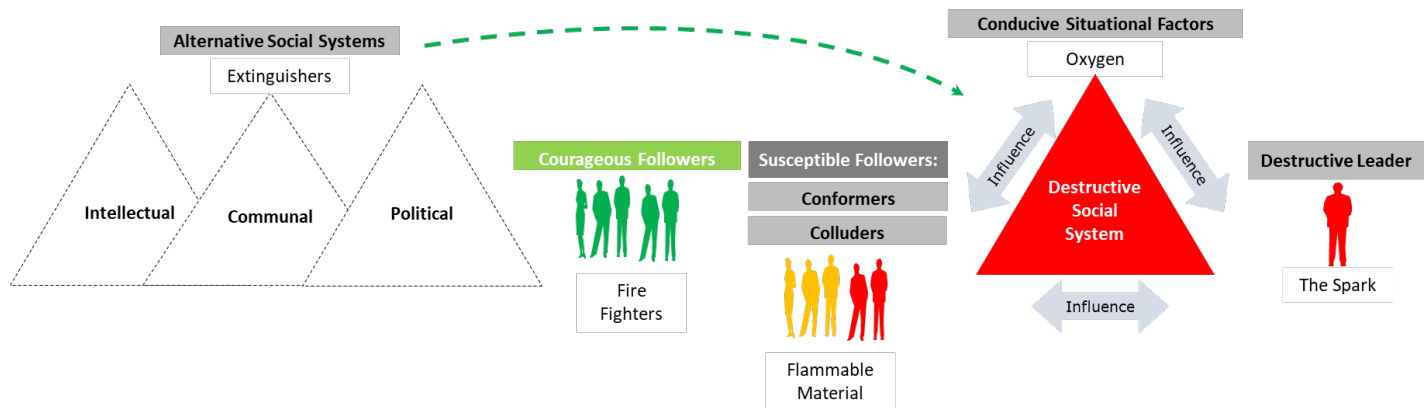 Alternative Social Systems
Extinguishers
Intellectual
Communal
Political
Courageous Followers
Fire
Fighters
Susceptible Followers:
Conformers
Colluders
Flammable
Material
Conducive Situational Factors
Oxygen
Influence
Influence
Destructive
Social
System
Influence
Destructive Leader
The Spark